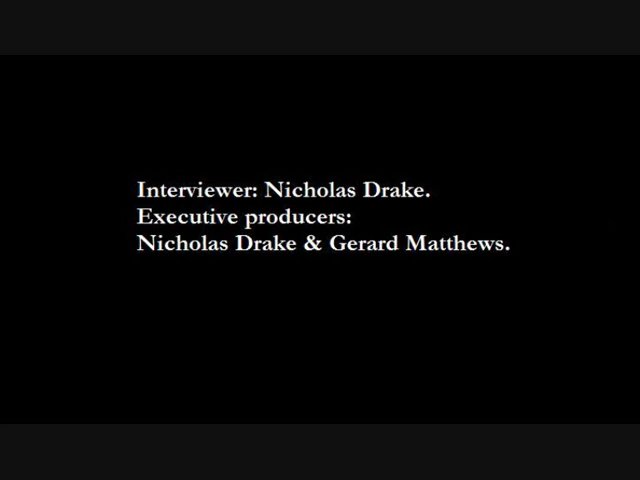 Interviewer: Nicholas Drake.
Executive producers:
Nicholas Drake & Gerard Matthews.